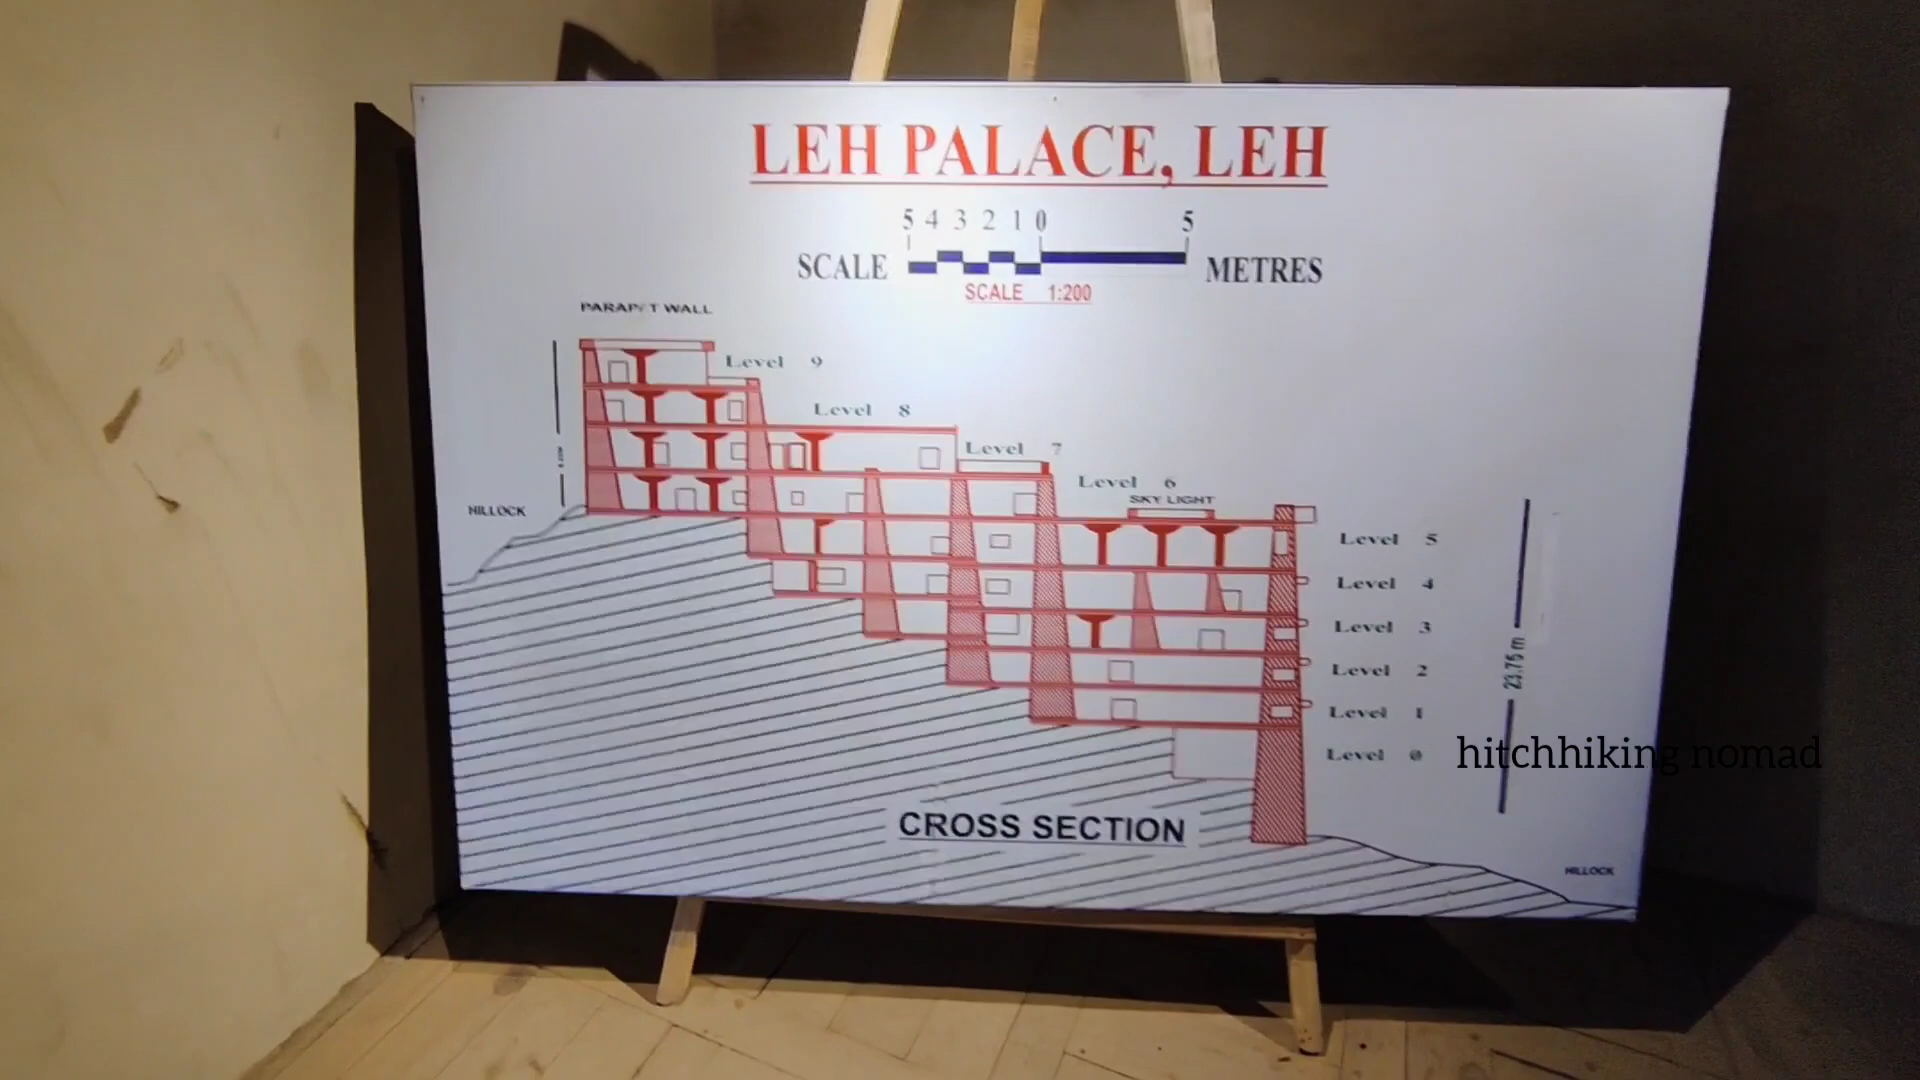 LEH PALACE, LEH
5 4 3 2 1 0 5
SCALE METRES
SCALE 1:200
PARAPET WALL
Level 9
Level 8
Level 7
Level 6
SKY LIGHT
HILLOCK
Level 5
Level 4
Level 3
Level 2
23.75 m
Level 1
Level 0
hitchhiking nomad
CROSS SECTION
HILLOCK